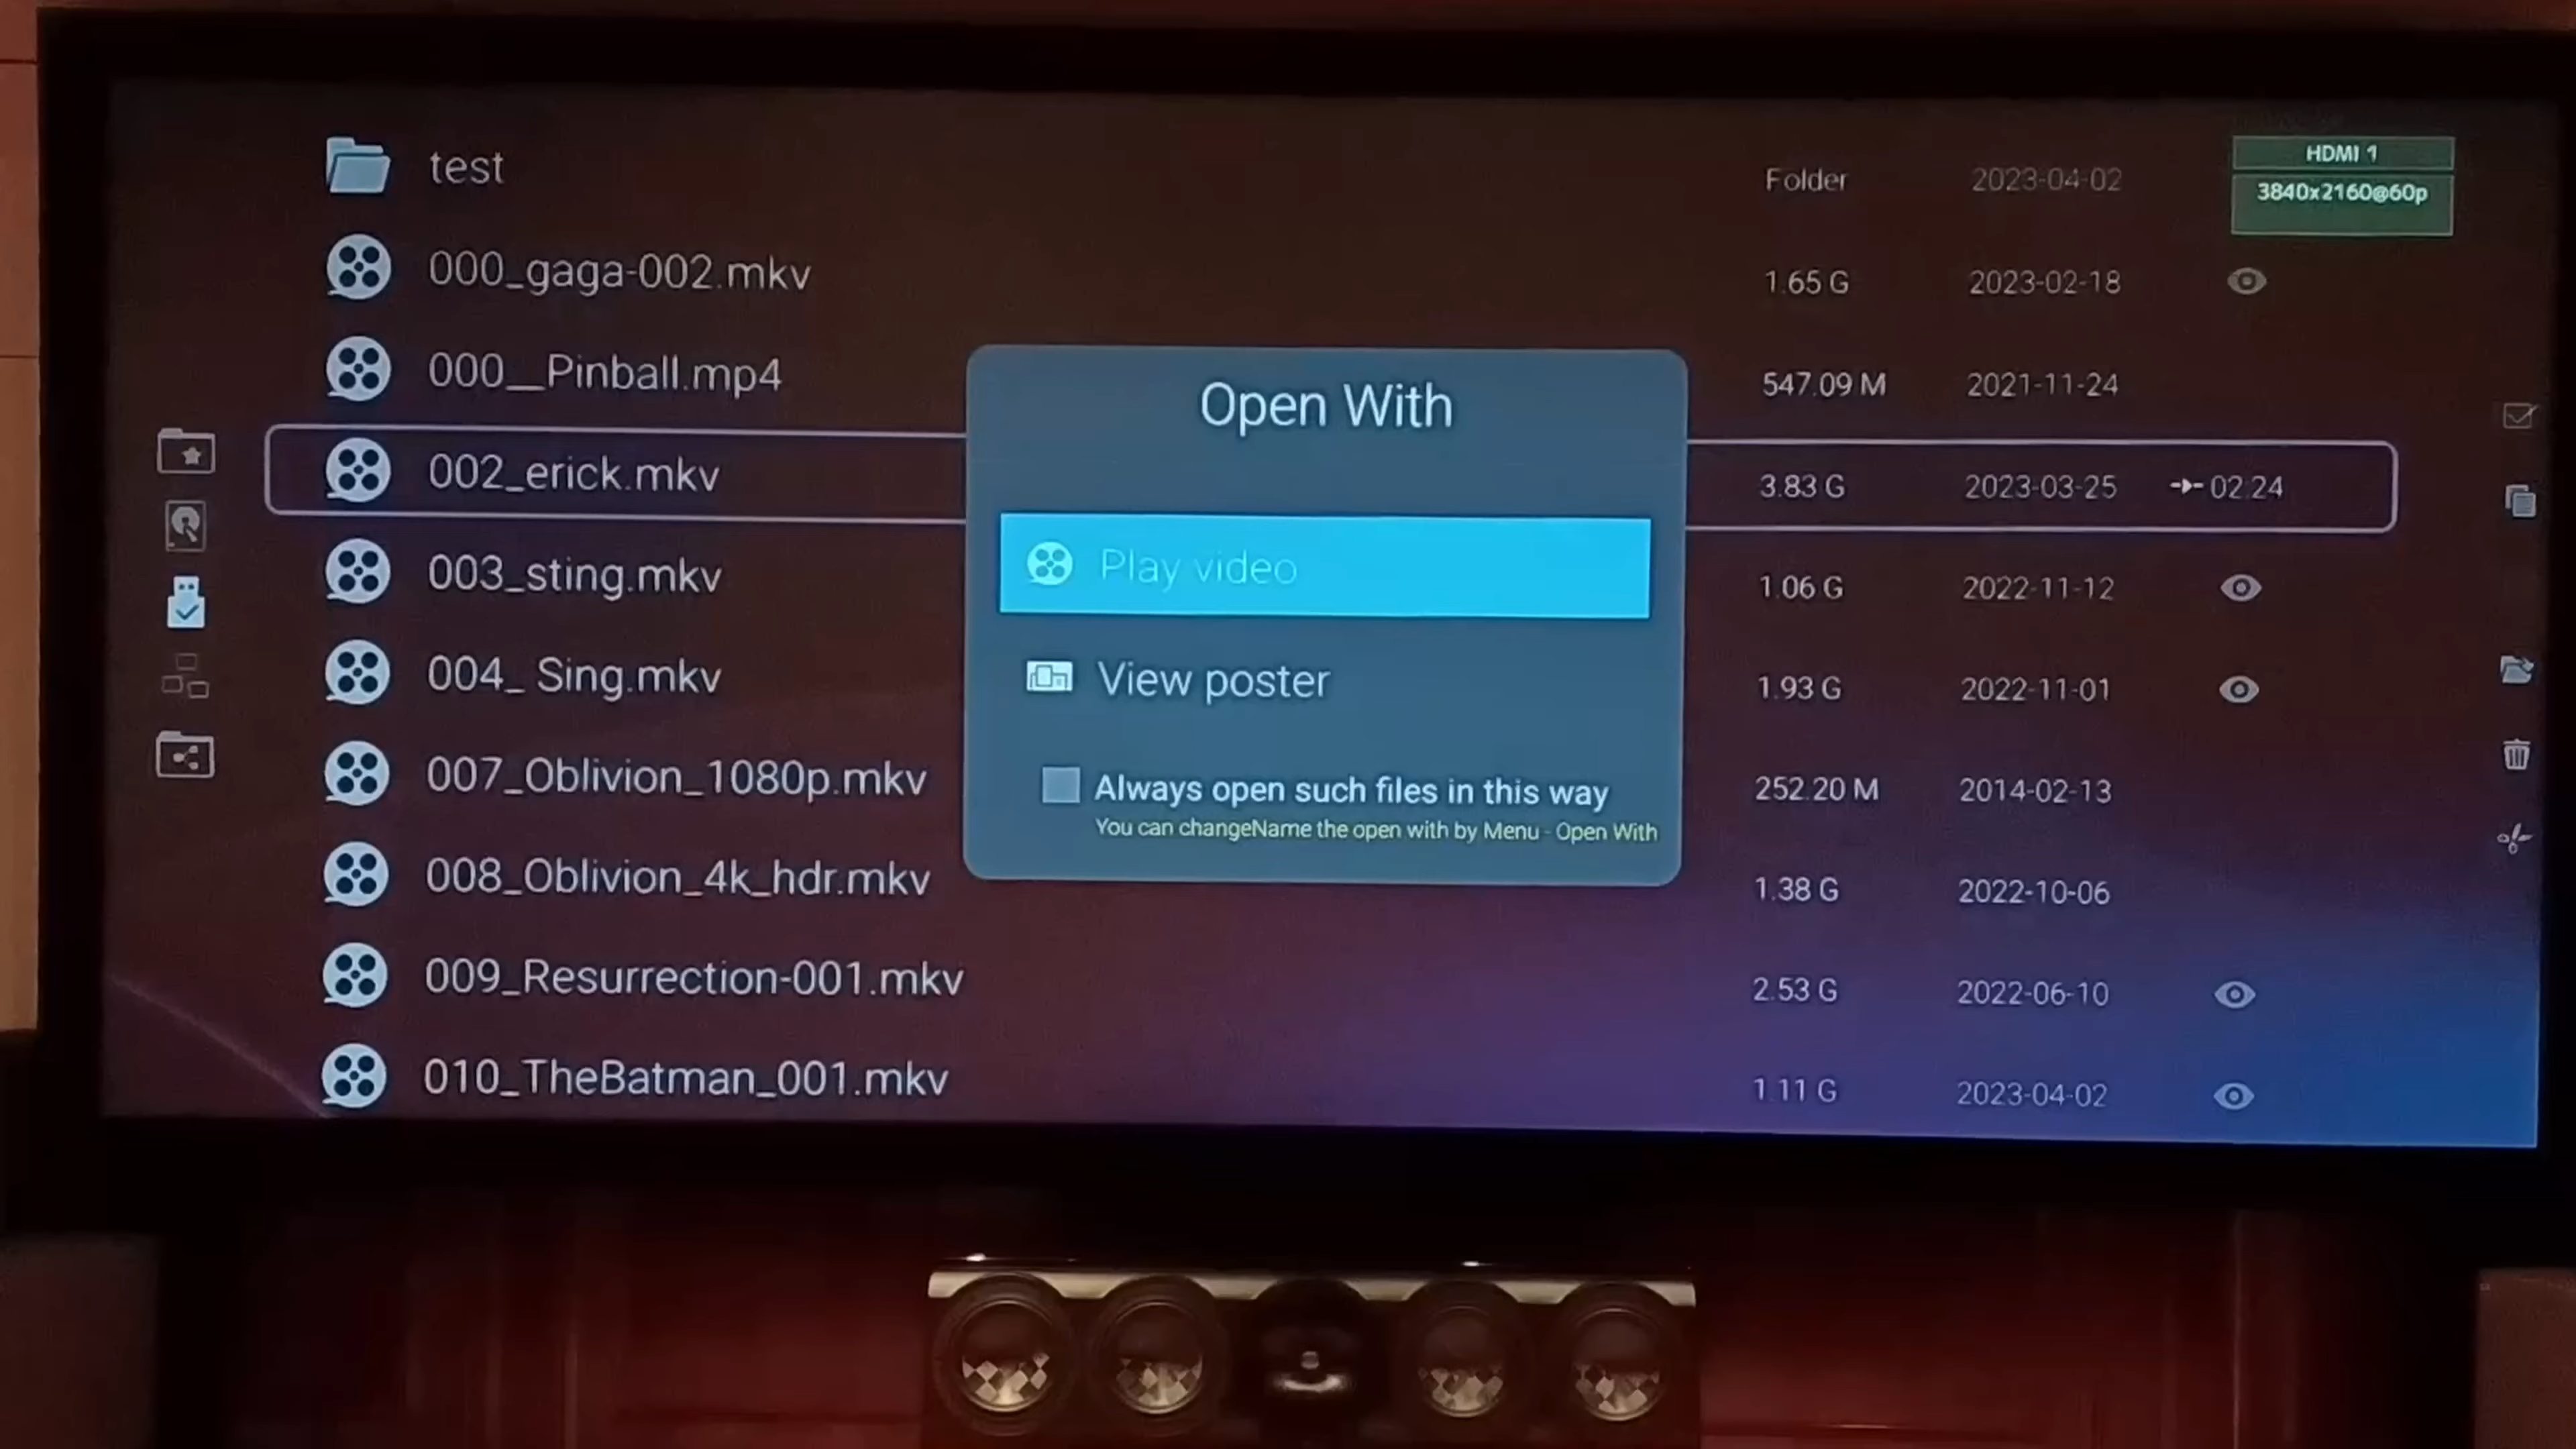 test Folder 2023-04-02
HDMI 1
3840x2160@60p
000_gaga-002.mkv 1.65 G 2023-02-18
000__Pinball.mp4 547.09 M 2021-11-24
Open With
002_erick.mkv 3.83 G 2023-03-25 02:24
Play video
003_sting.mkv 1.06 G 2022-11-12
004_ Sing.mkv 1.93 G 2022-11-01
View poster
007_Oblivion_1080p.mkv 252.20 M 2014-02-13
Always open such files in this way
You can changeName the open with by Menu - Open With
008_Oblivion_4k_hdr.mkv 1.38 G 2022-10-06
009_Resurrection-001.mkv 2.53 G 2022-06-10
010_TheBatman_001.mkv 1.11 G 2023-04-02